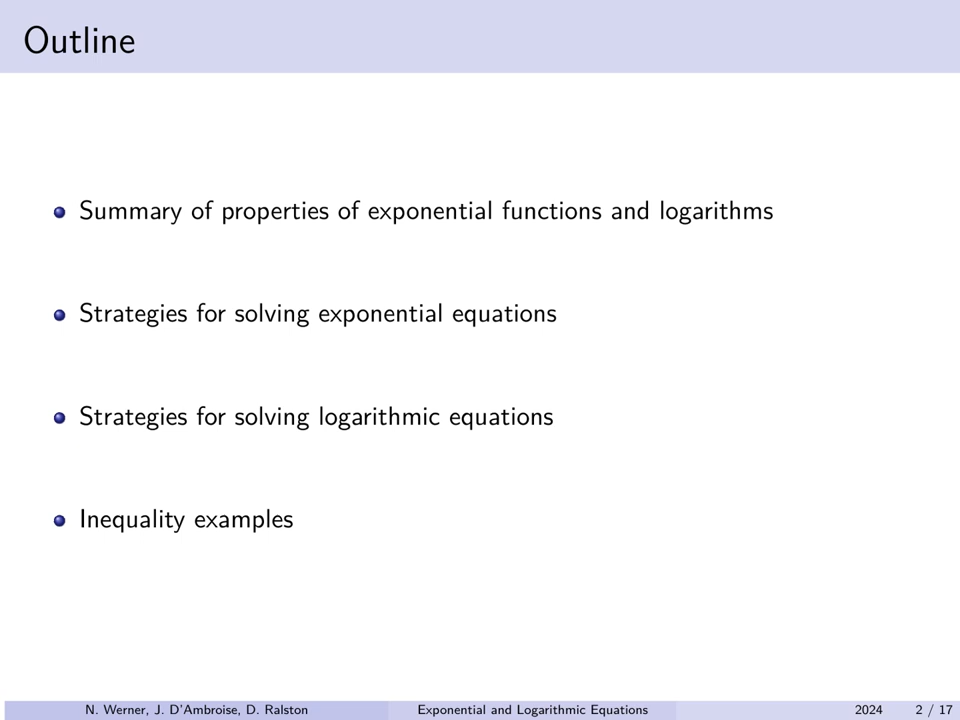 Outline
Summary of properties of exponential functions and logarithms
Strategies for solving exponential equations
Strategies for solving logarithmic equations
Inequality examples
N. Werner, J. D'Ambroise, D. Ralston Exponential and Logarithmic Equations 2024 2 / 17